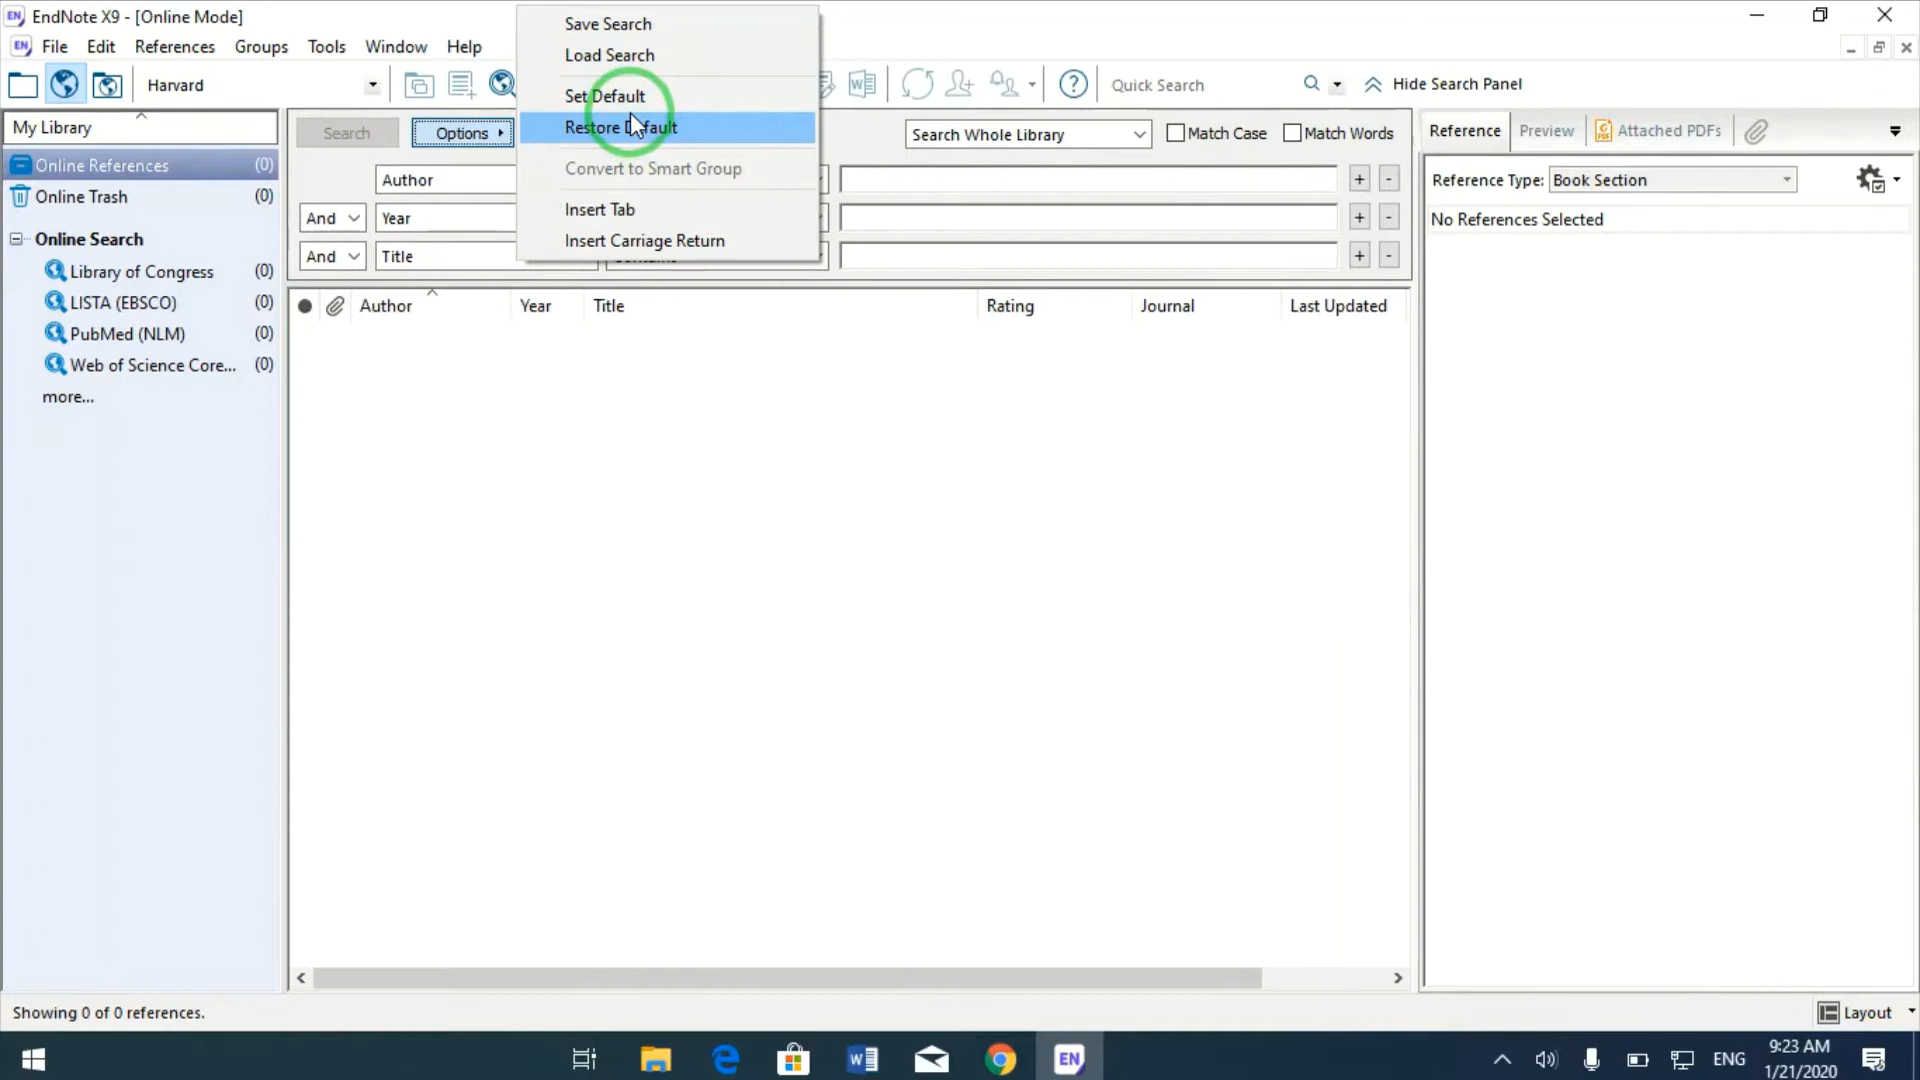 EN EndNote X9 - [Online Mode]
EN File Edit References Groups Tools Window Help
Harvard
Quick Search
Hide Search Panel
Save Search
Load Search
Set Default
Restore Default
Convert to Smart Group
Insert Tab
Insert Carriage Return
My Library
Online References (0)
Online Trash (0)
Online Search
Library of Congress (0)
LISTA (EBSCO) (0)
PubMed (NLM) (0)
Web of Science Core... (0)
more...
Search Options Search Whole Library Match Case Match Words
Author + -
And Year + -
And Title Contains + -
Author Year Title Rating Journal Last Updated
Reference Preview Attached PDFs
Reference Type: Book Section
No References Selected
Showing 0 of 0 references.
Layout
EN
ENG
9:23 AM
1/21/2020